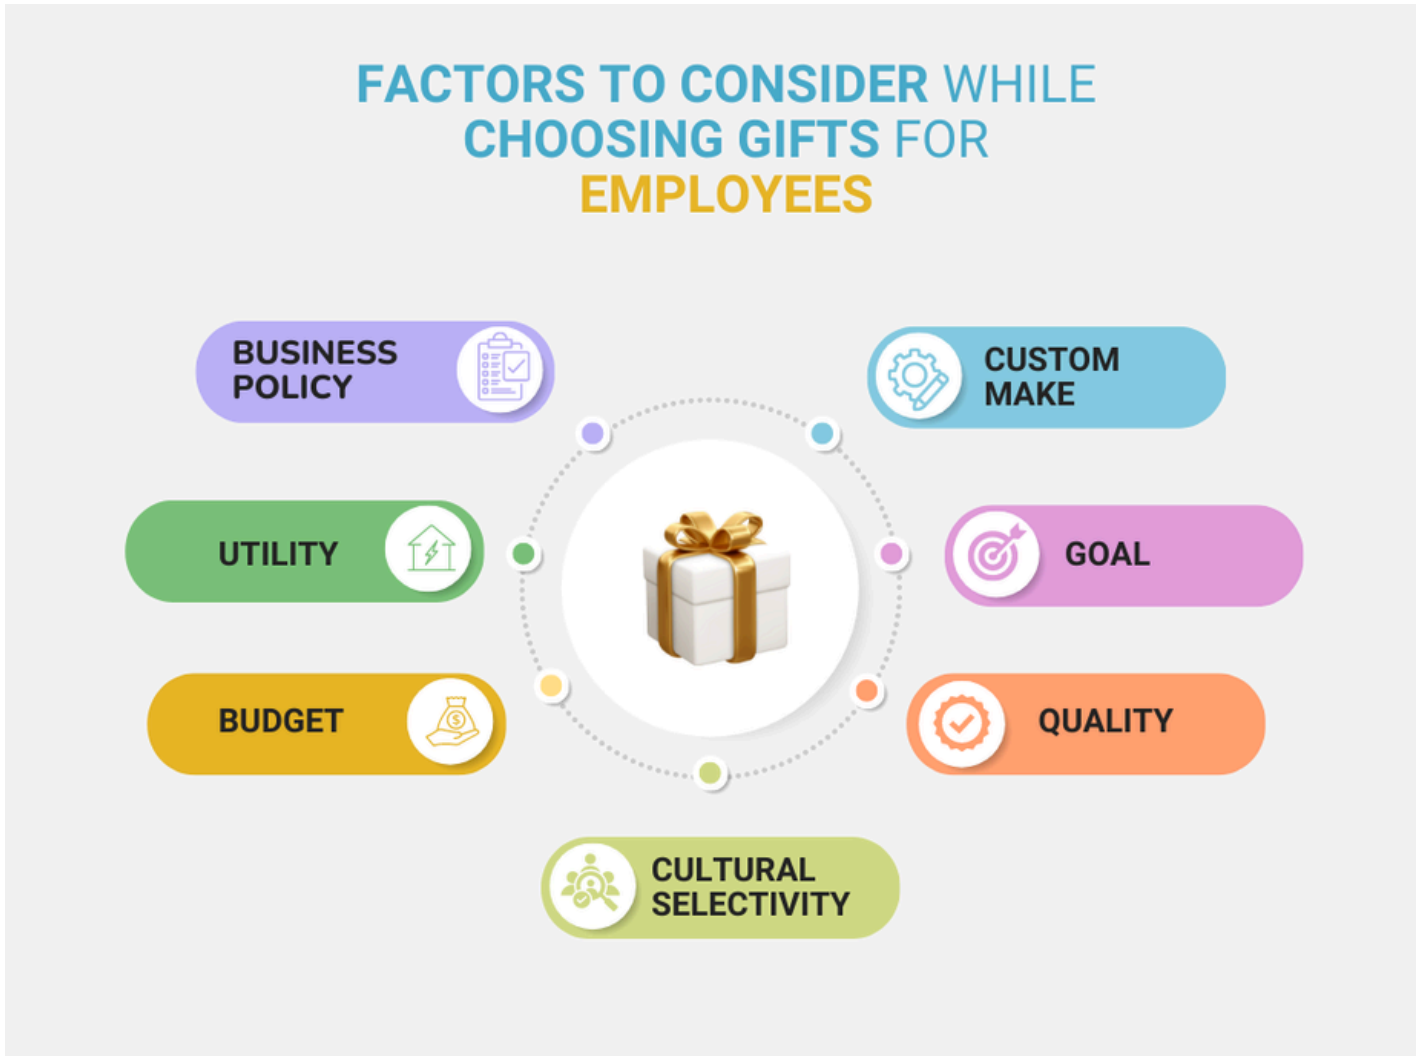 FACTORS TO CONSIDER WHILE
CHOOSING GIFTS FOR
EMPLOYEES
BUSINESS
POLICY
CUSTOM
MAKE
UTILITY
GOAL
BUDGET
QUALITY
CULTURAL
SELECTIVITY